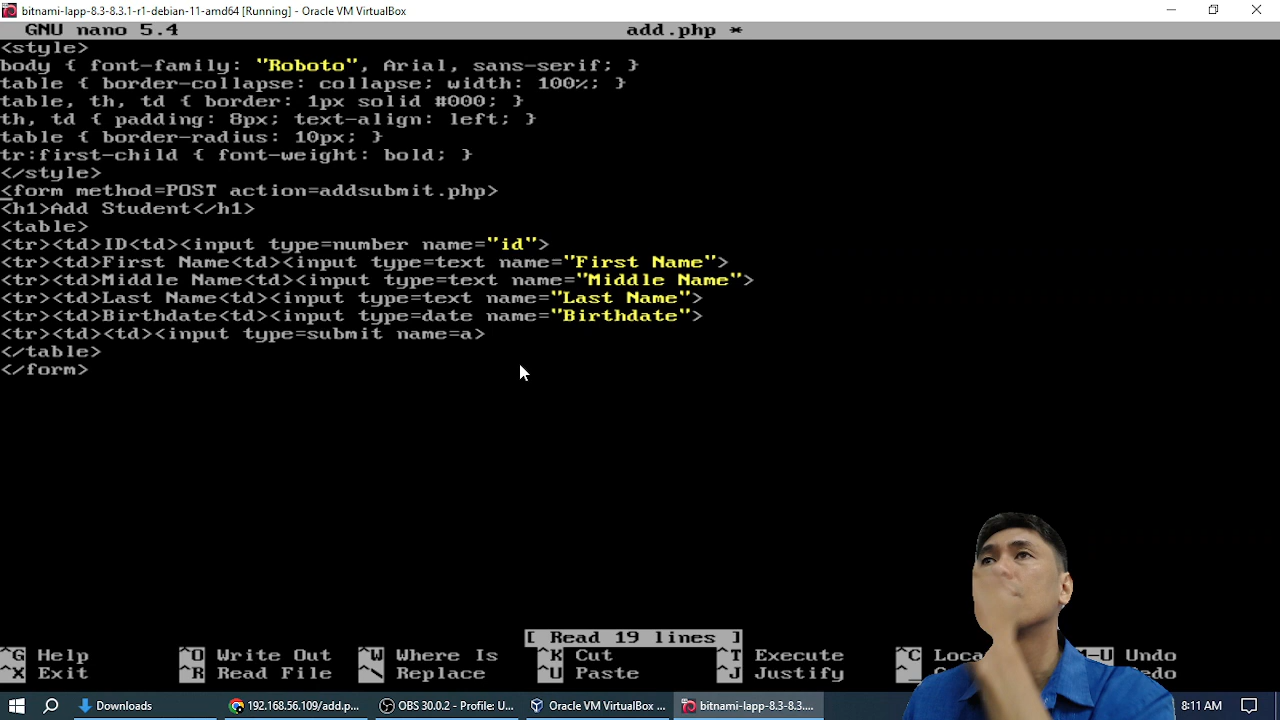 bitnami-lapp-8.3-8.3.1-r1-debian-11-amd64 [Running] - Oracle VM VirtualBox
GNU nano 5.4 add.php *
<style>
body { font-family: "Roboto", Arial, sans-serif; }
table { border-collapse: collapse; width: 100%; }
table, th, td { border: 1px solid #000; }
th, td { padding: 8px; text-align: left; }
table { border-radius: 10px; }
tr:first-child { font-weight: bold; }
</style>
<form method=POST action=addsubmit.php>
<h1>Add Student</h1>
<table>
<tr><td>ID<td><input type=number name="id">
<tr><td>First Name<td><input type=text name="First Name">
<tr><td>Middle Name<td><input type=text name="Middle Name">
<tr><td>Last Name<td><input type=text name="Last Name">
<tr><td>Birthdate<td><input type=date name="Birthdate">
<tr><td><td><input type=submit name=a>
</table>
</form>
[ Read 19 lines ]
^G Help ^O Write Out ^W Where Is ^K Cut ^T Execute ^C Loca M-U Undo
^X Exit ^R Read File ^\ Replace ^U Paste ^J Justify ^_ edo
Downloads 192.168.56.109/add.p... OBS 30.0.2 - Profile: U... Oracle VM VirtualBox ... bitnami-lapp-8.3-8.3.... 8:11 AM